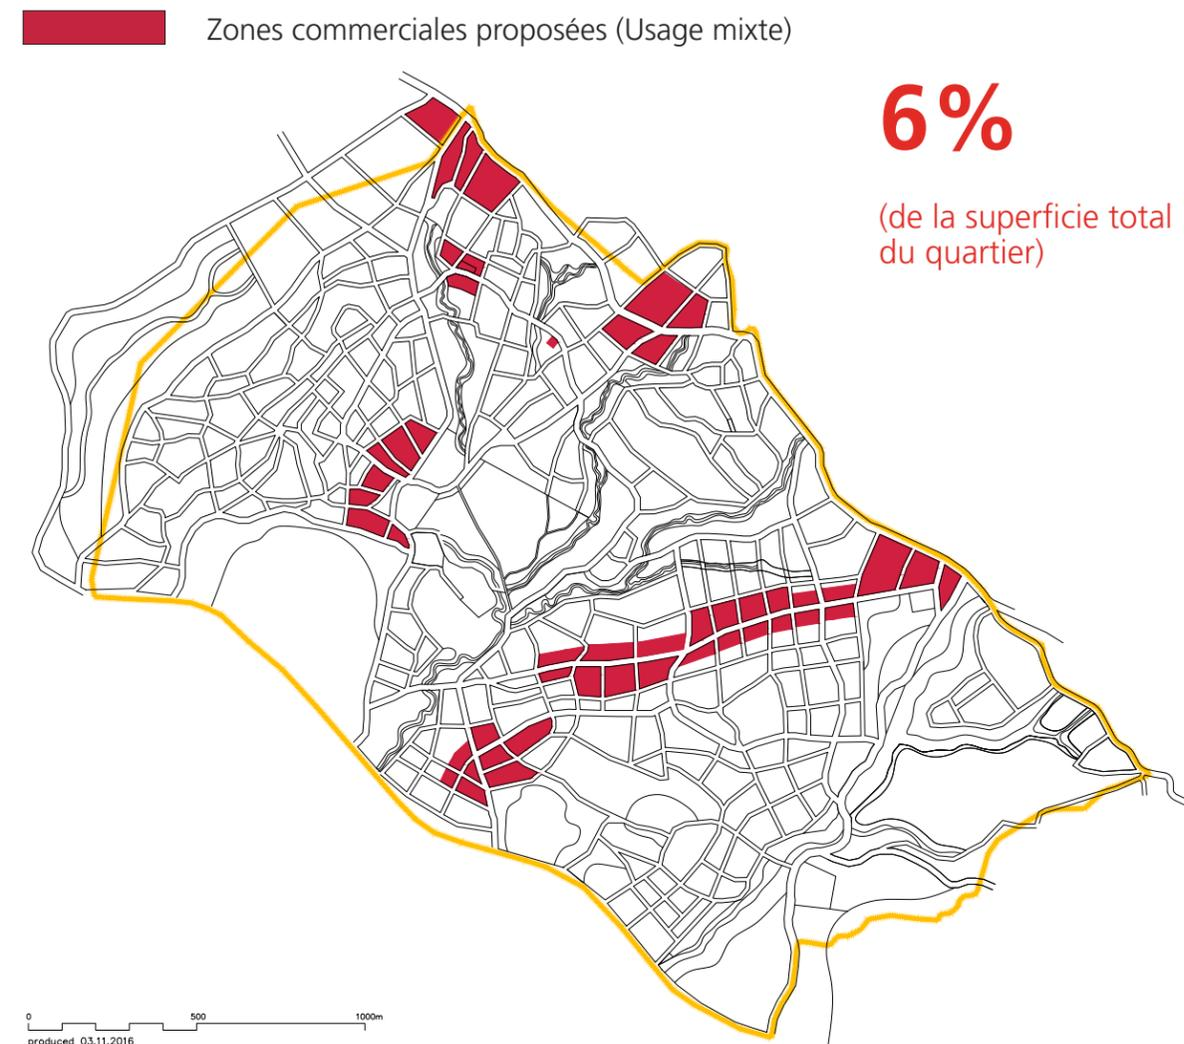 Zones commerciales proposées (Usage mixte)
6%
(de la superficie total
du quartier)
0 500 1000m
produced 03.11.2016